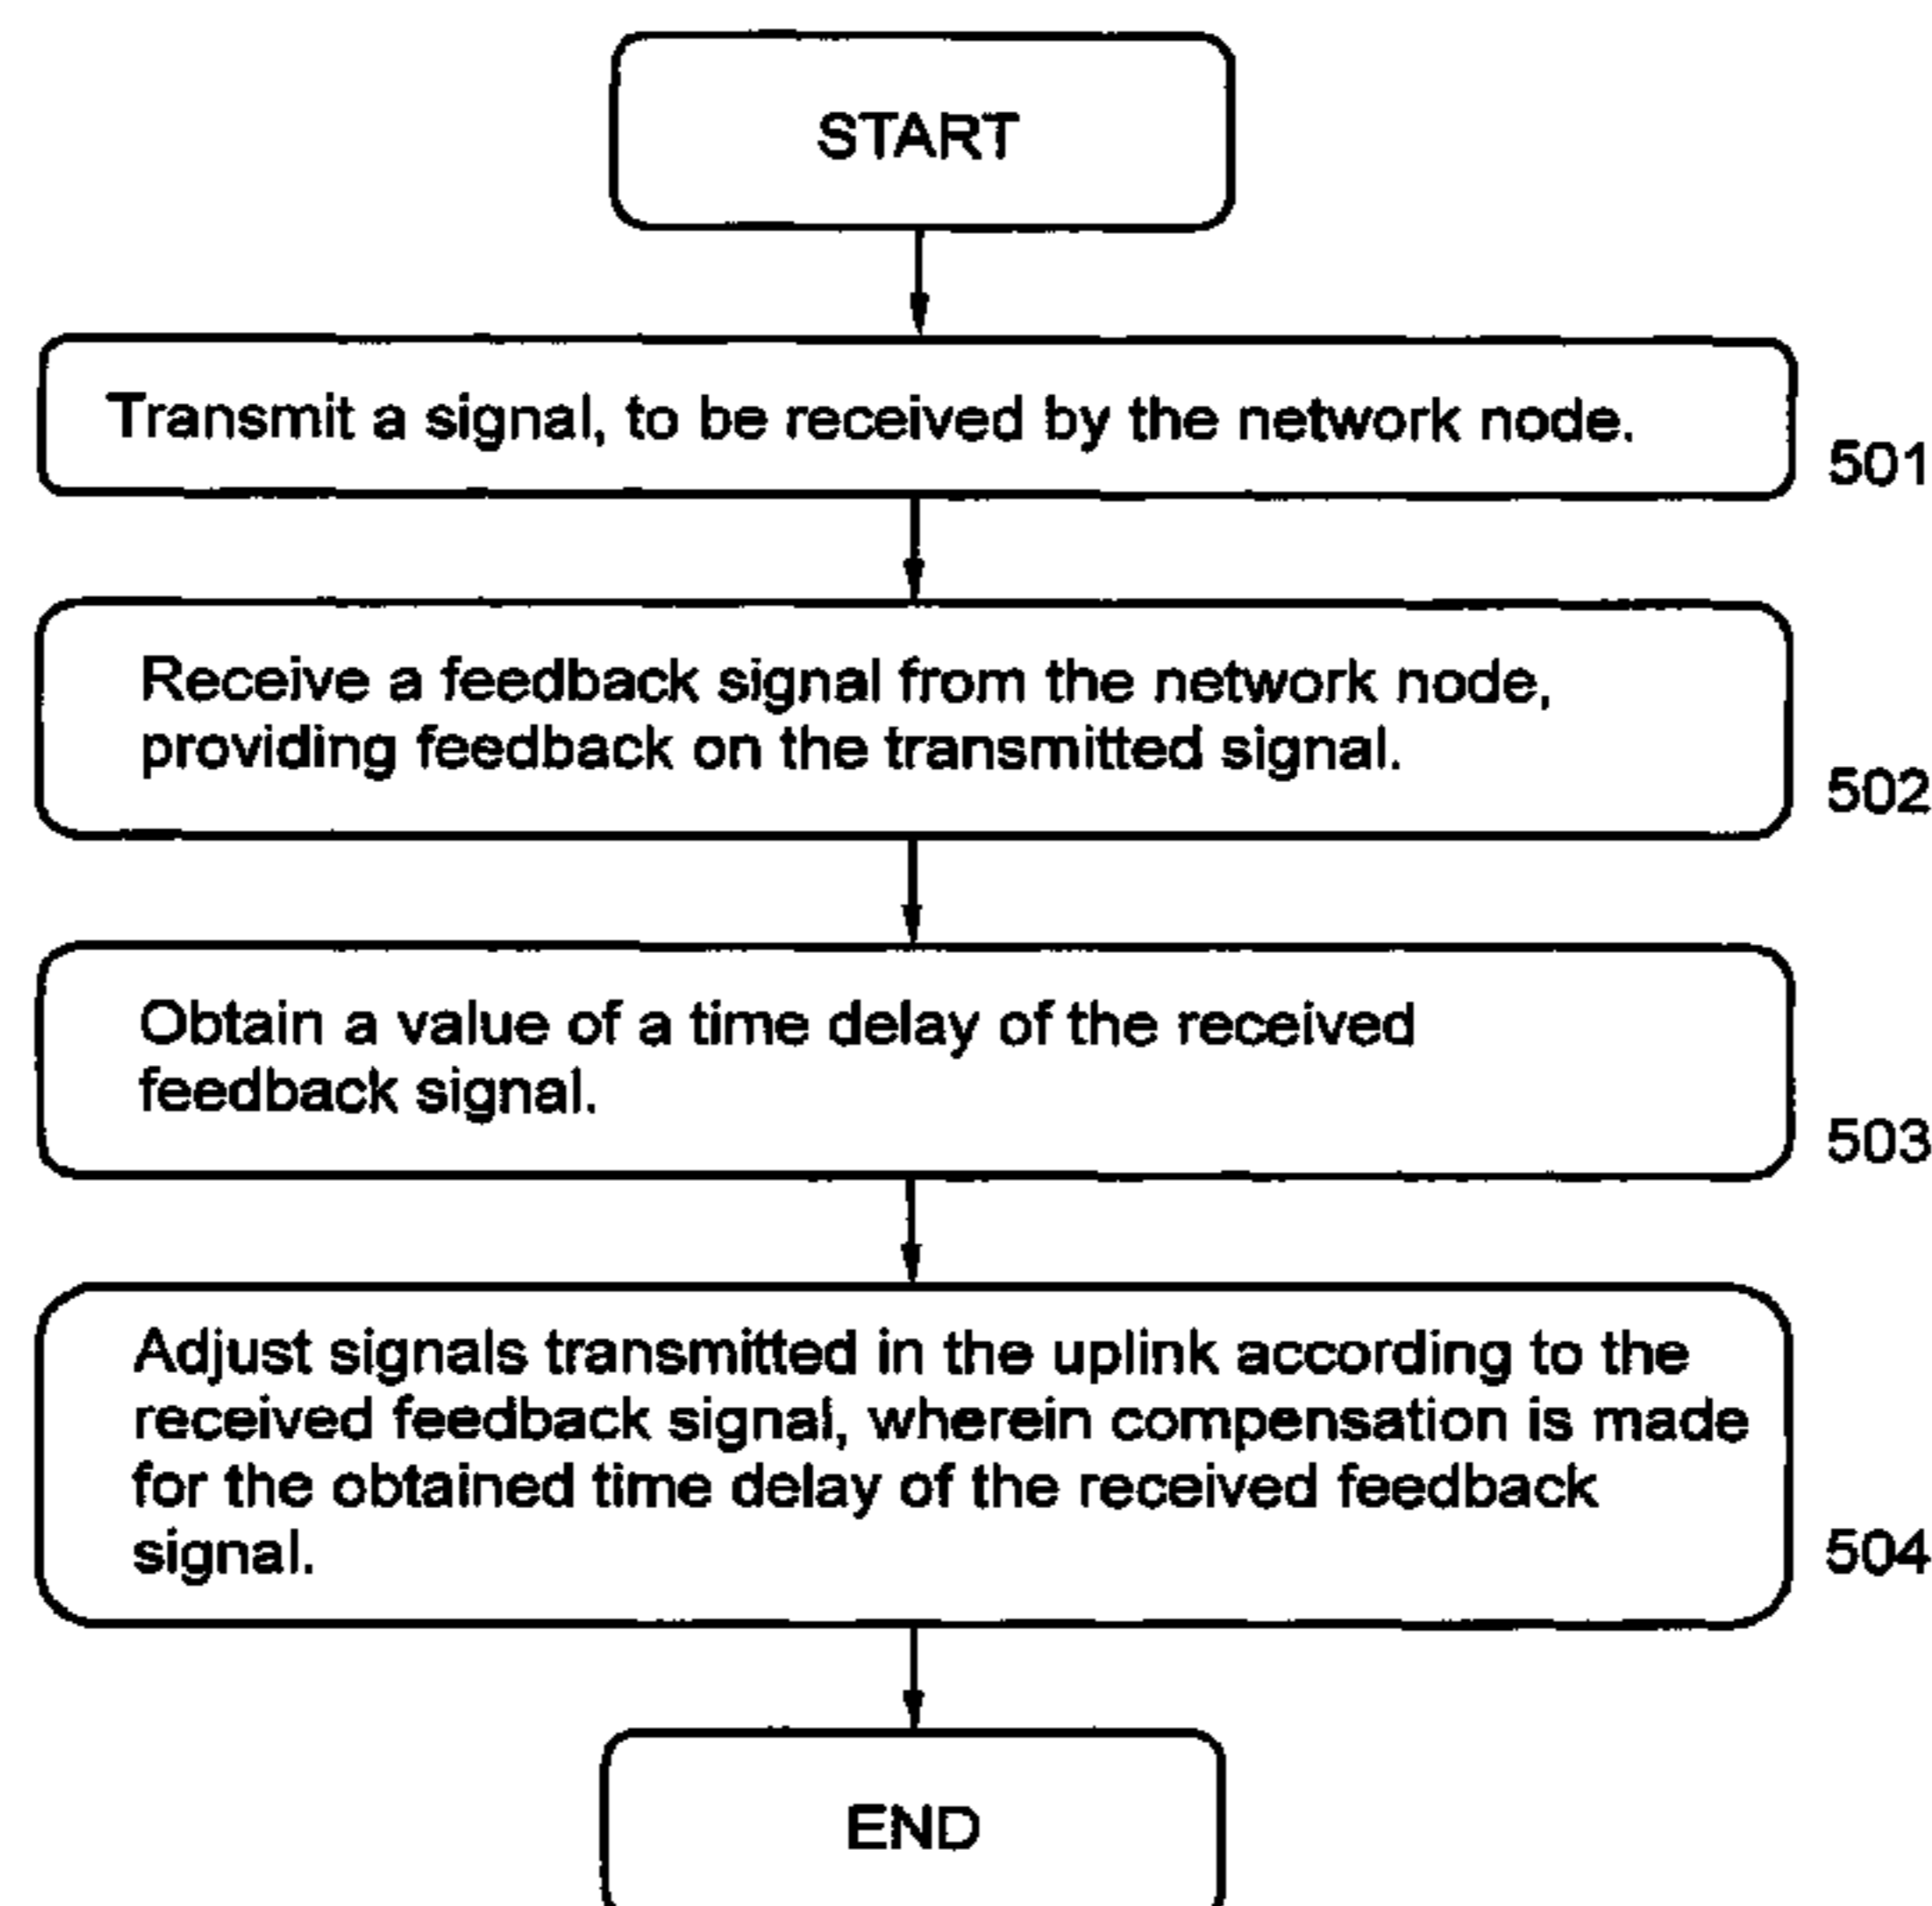 START
Transmit a signal, to be received by the network node.
501
Receive a feedback signal from the network node,
providing feedback on the transmitted signal.
502
Obtain a value of a time delay of the received
feedback signal.
503
Adjust signals transmitted in the uplink according to the
received feedback signal, wherein compensation is made
for the obtained time delay of the received feedback
signal.
504
END